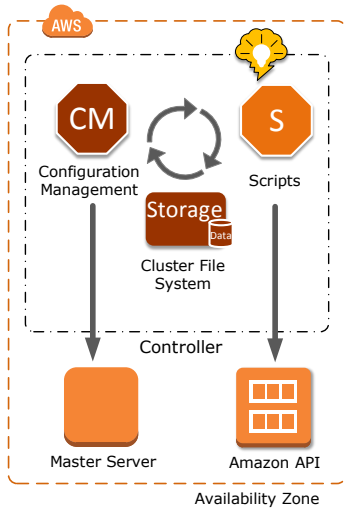 AWS
CM
S
Configuration
Management
Scripts
Storage
Data
Cluster File
System
Controller
Master Server
Amazon API
Availability Zone